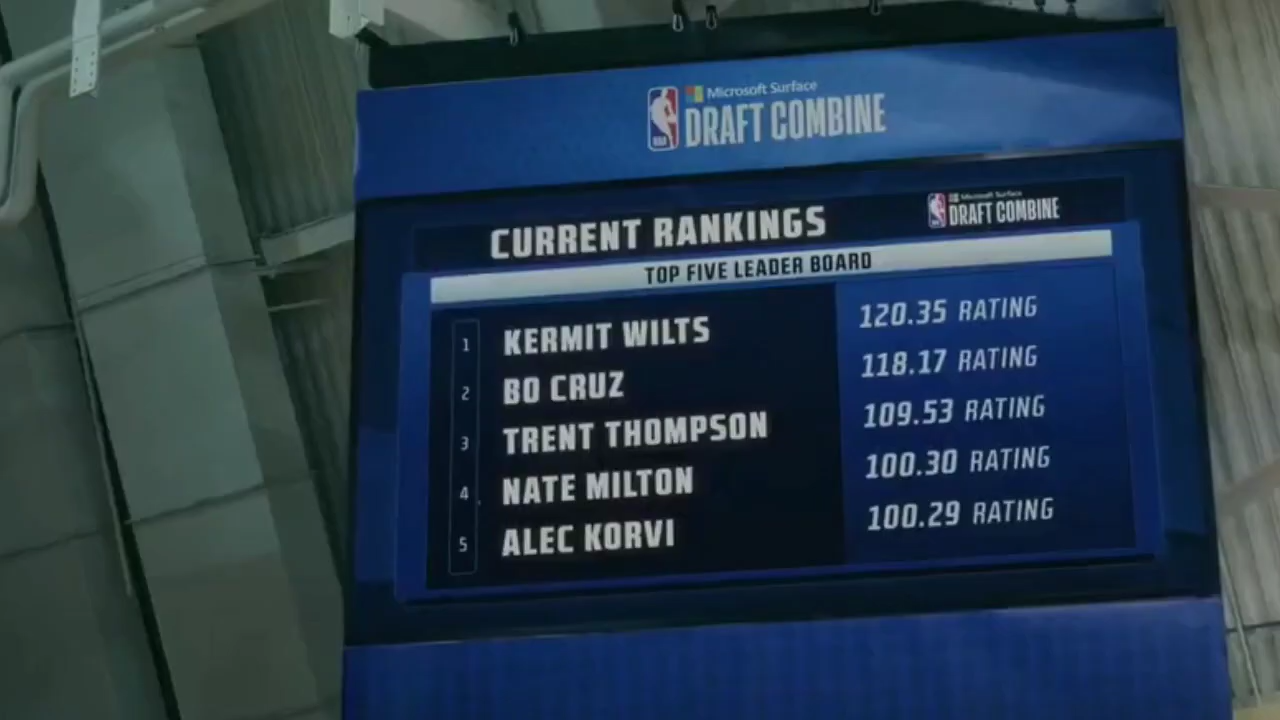 Microsoft Surface
NBA DRAFT COMBINE
CURRENT RANKINGS
Microsoft Surface
DRAFT COMBINE
TOP FIVE LEADER BOARD
1 KERMIT WILTS 120.35 RATING
2 BO CRUZ 118.17 RATING
3 TRENT THOMPSON 109.53 RATING
4 NATE MILTON 100.30 RATING
5 ALEC KORVI 100.29 RATING